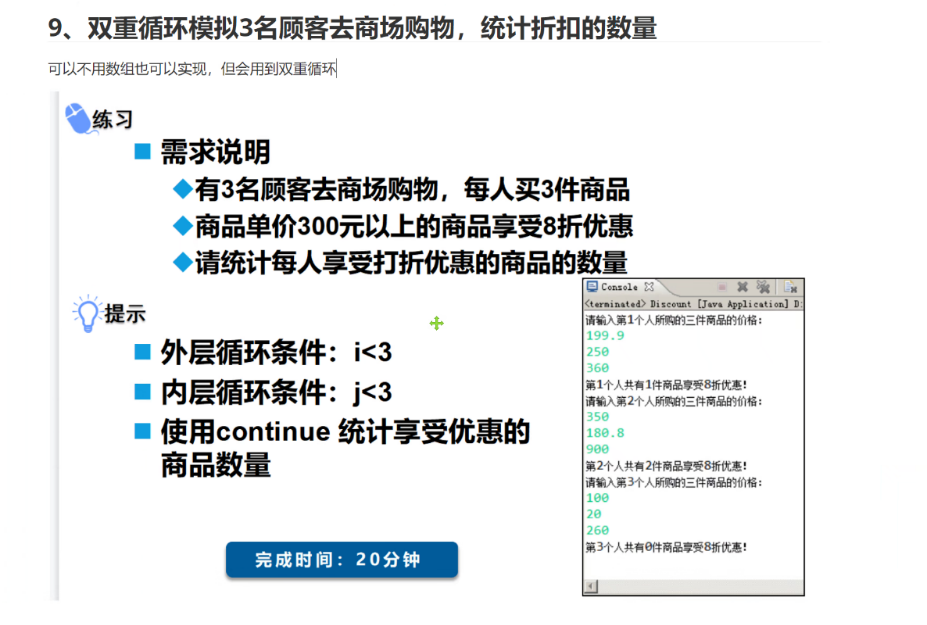 9、双重循环模拟3名顾客去商场购物，统计折扣的数量
可以不用数组也可以实现，但会用到双重循环
练习
需求说明
有3名顾客去商场购物，每人买3件商品
商品单价300元以上的商品享受8折优惠
请统计每人享受打折优惠的商品的数量
提示
外层循环条件：i<3
内层循环条件：j<3
使用continue 统计享受优惠的
商品数量
完成时间：20分钟
Console
<terminated> Discount [Java Application] D:
请输入第1个人所购的三件商品的价格：
199.9
250
360
第1个人共有1件商品享受8折优惠!
请输入第2个人所购的三件商品的价格：
350
180.8
900
第2个人共有2件商品享受8折优惠!
请输入第3个人所购的三件商品的价格：
100
20
260
第3个人共有0件商品享受8折优惠!